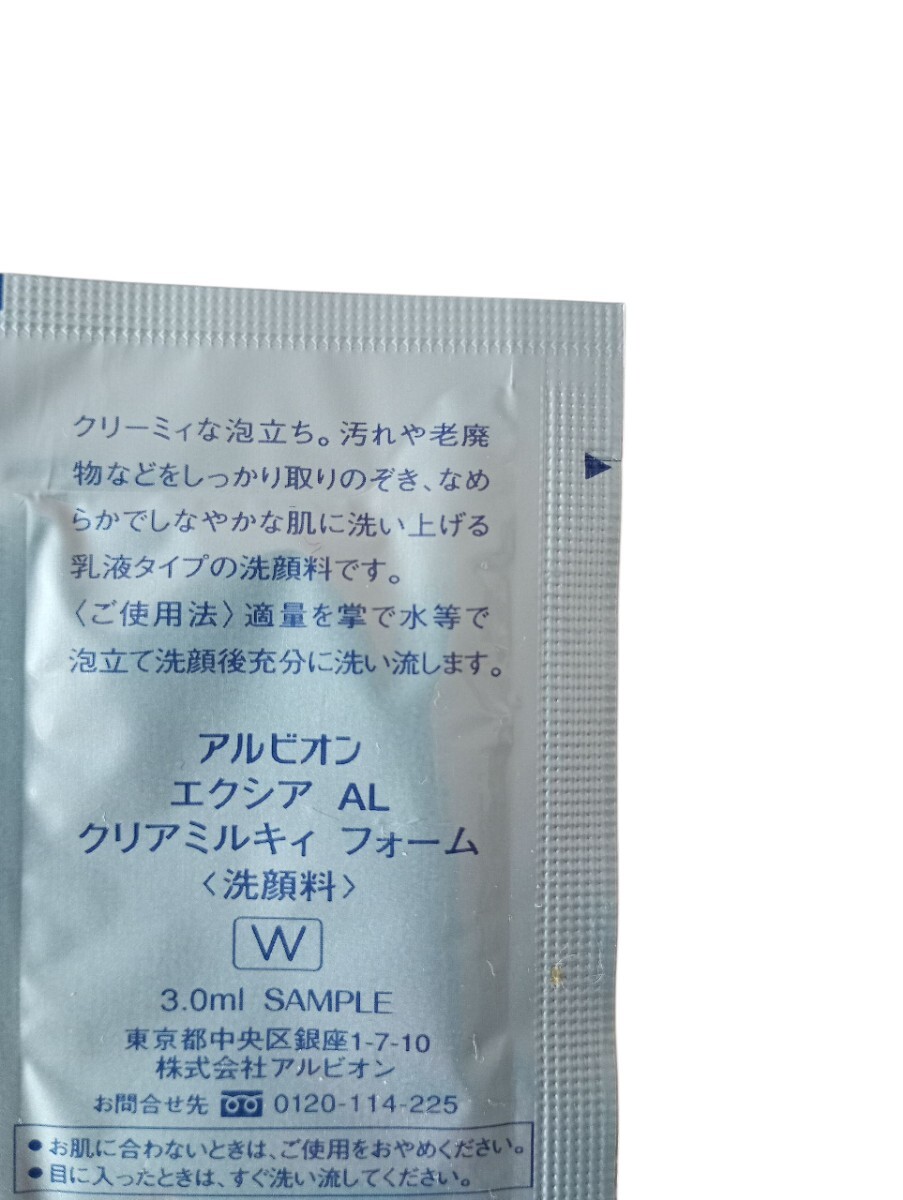 クリーミィな泡立ち。汚れや老廃
物などをしっかり取りのぞき、なめ
らかでしなやかな肌に洗い上げる
乳液タイプの洗顔料です。
〈ご使用法〉適量を掌で水等で
泡立て洗顔後充分に洗い流します。
アルビオン
エクシア AL
クリアミルキィ フォーム
〈洗顔料〉
W
3.0ml SAMPLE
東京都中央区銀座1-7-10
株式会社アルビオン
お問合せ先 0120-114-225
●お肌に合わないときは、ご使用をおやめください。
●目に入ったときは、すぐ洗い流してください。